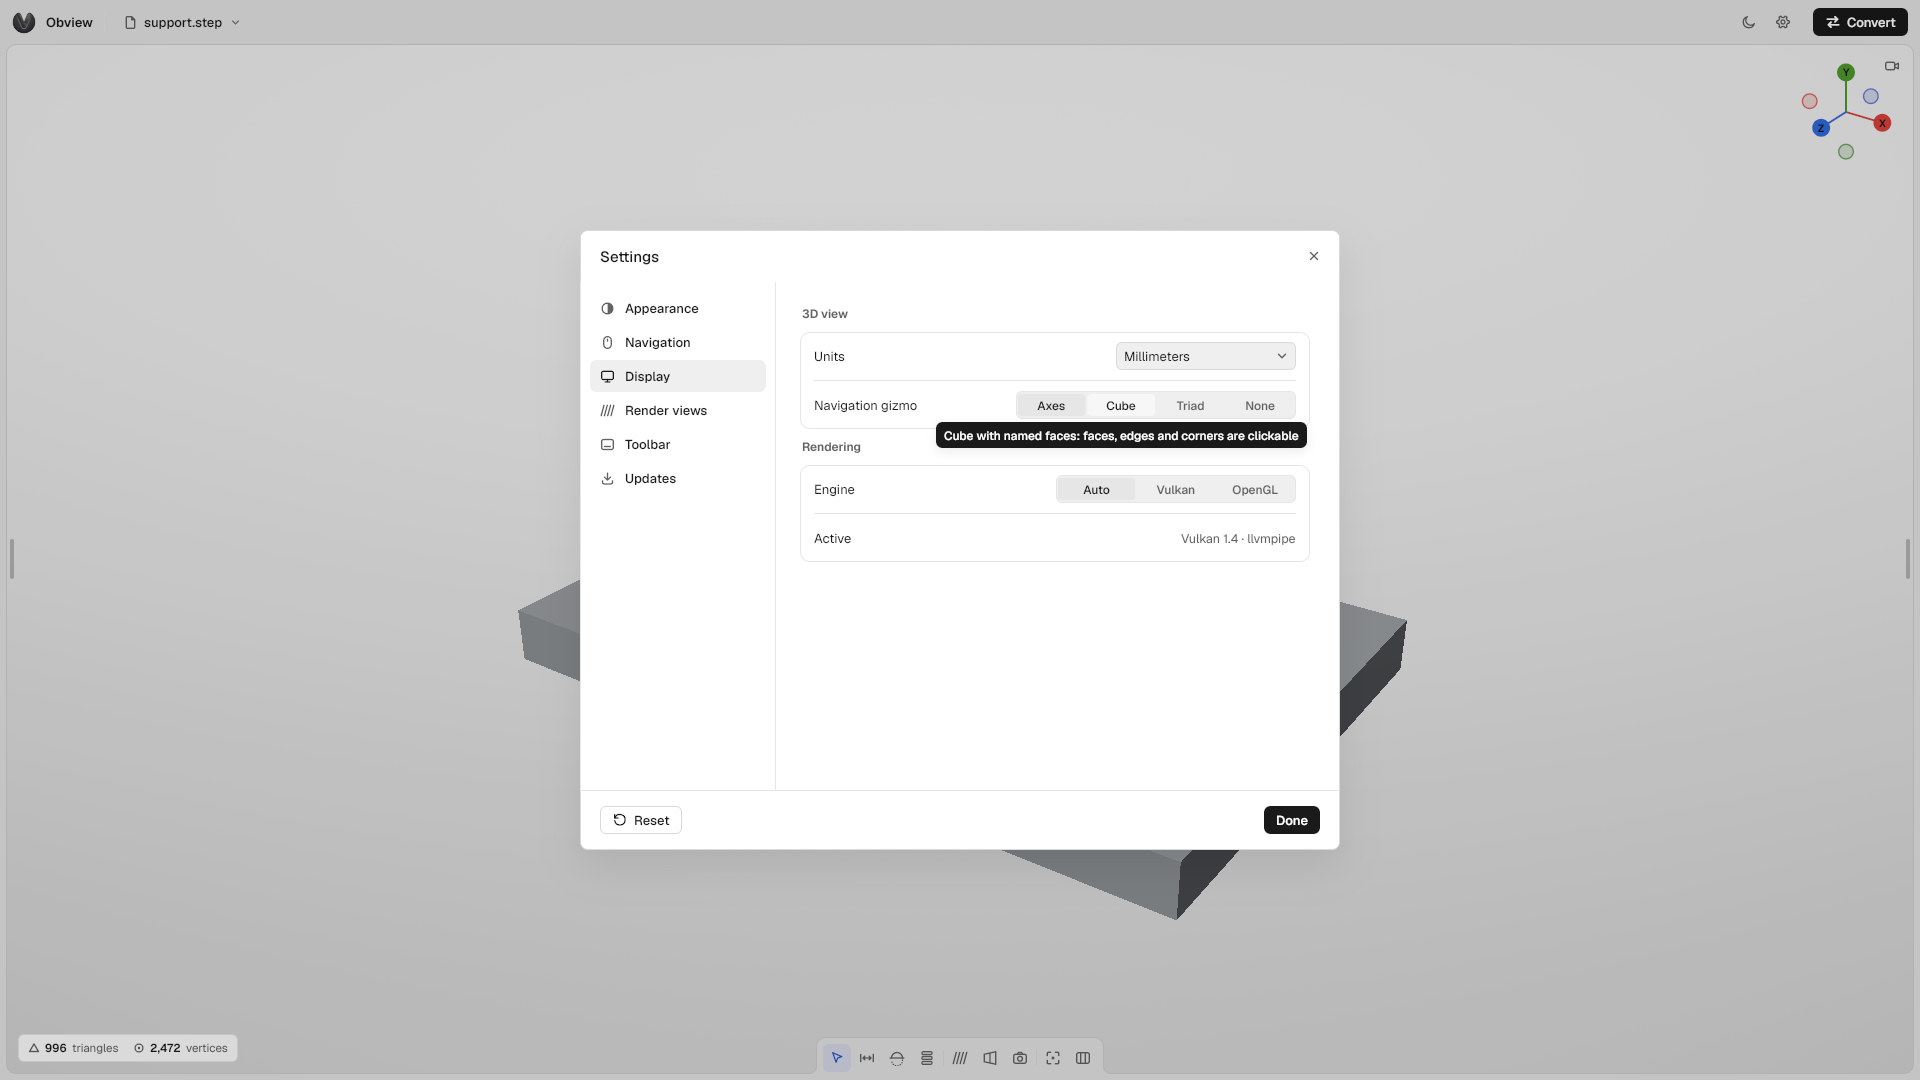 Obview
support.step
Convert
Y
X
Z
Settings
Appearance
Navigation
Display
Render views
Toolbar
Updates
3D view
Units
Millimeters
Navigation gizmo
Axes
Cube
Triad
None
Cube with named faces: faces, edges and corners are clickable
Rendering
Engine
Auto
Vulkan
OpenGL
Active
Vulkan 1.4 · llvmpipe
Reset
Done
996 triangles
2,472 vertices